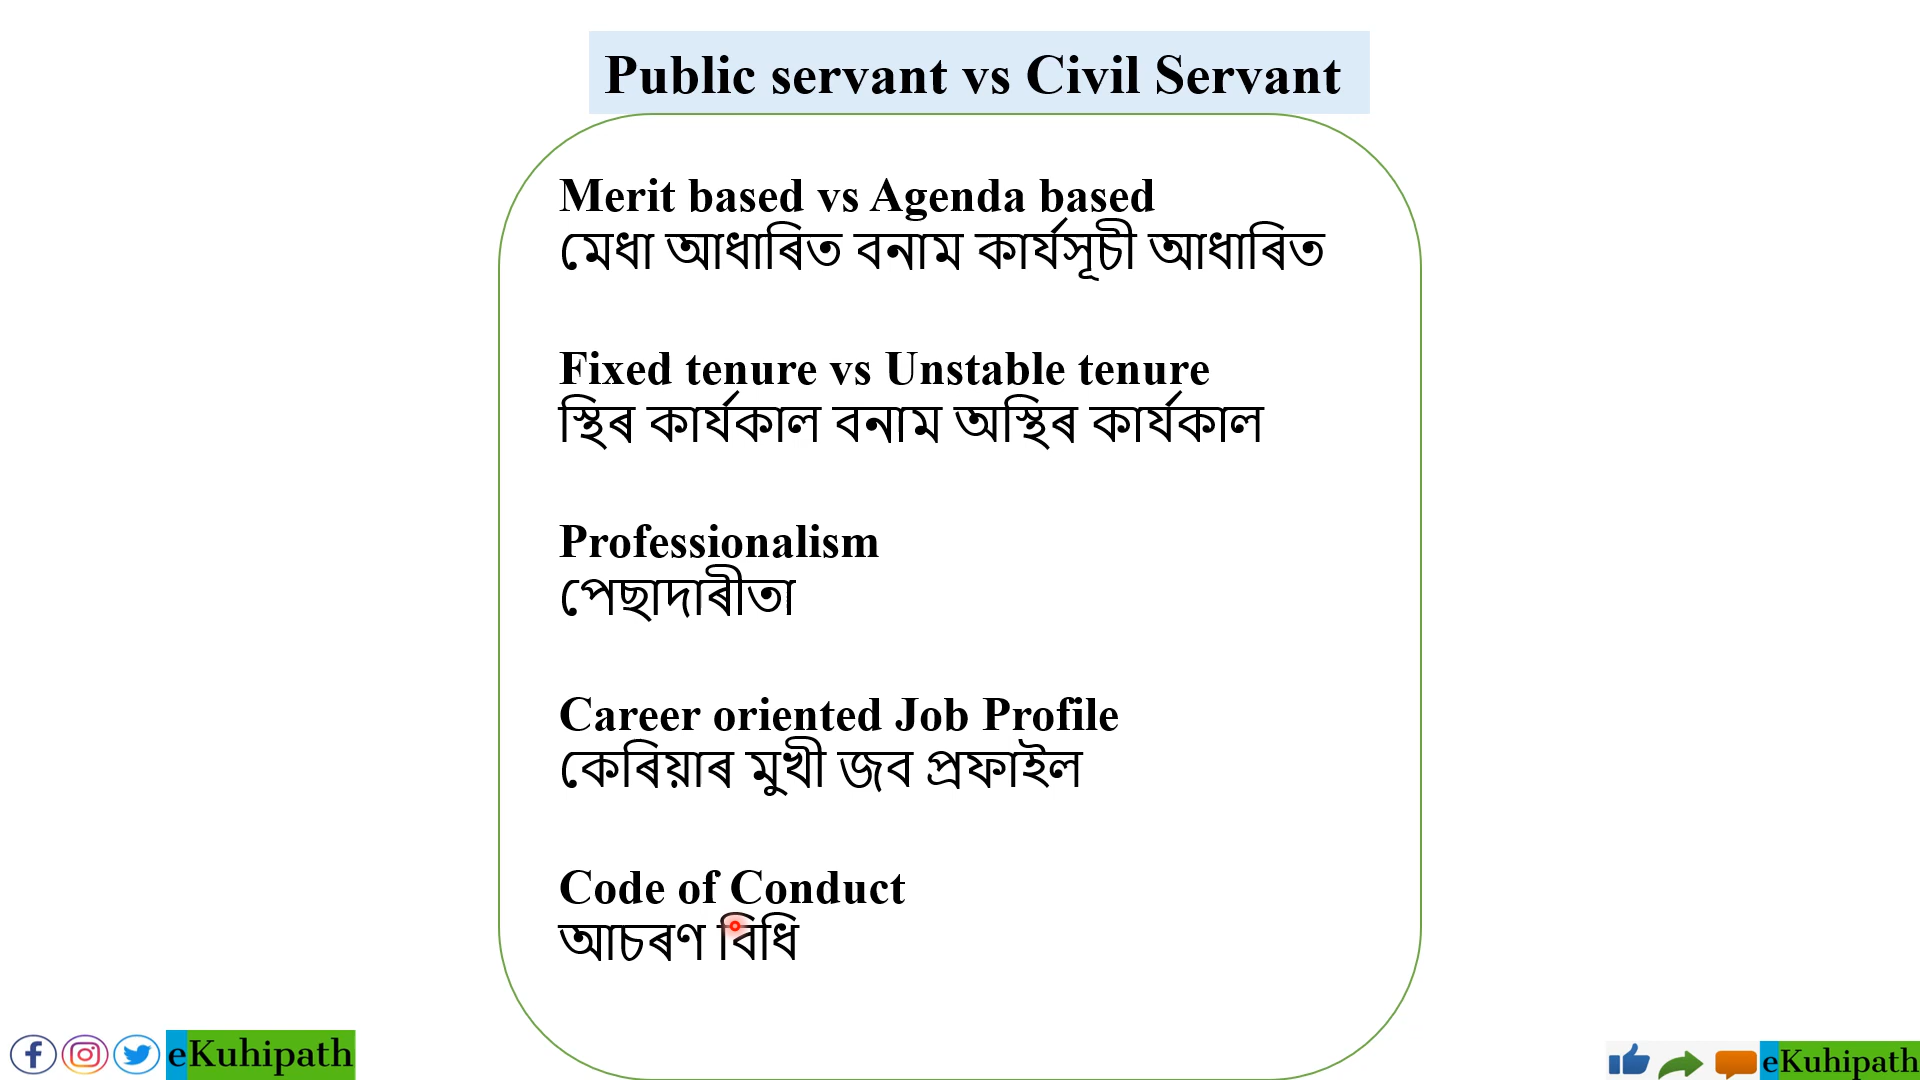 Public servant vs Civil Servant
Merit based vs Agenda based
মেধা আধাৰিত বনাম কাৰ্যসূচী আধাৰিত
Fixed tenure vs Unstable tenure
স্থিৰ কাৰ্যকাল বনাম অস্থিৰ কাৰ্যকাল
Professionalism
পেছাদাৰীতা
Career oriented Job Profile
কেৰিয়াৰ মুখী জব প্ৰফাইল
Code of Conduct
আচৰণ বিধি
eKuhipath
eKuhipath